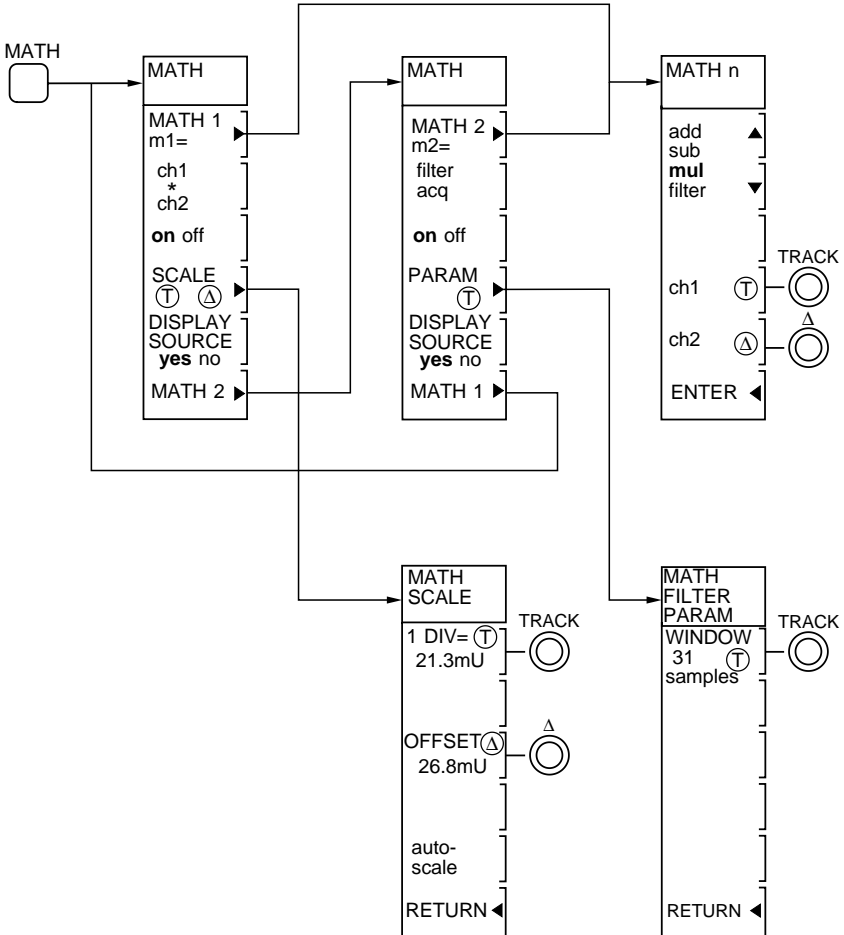 MATH
MATH
MATH 1
m1=
ch1
*
ch2
on off
SCALE
T Δ
DISPLAY
SOURCE
yes no
MATH 2
MATH
MATH 2
m2=
filter
acq
on off
PARAM
T
DISPLAY
SOURCE
yes no
MATH 1
MATH n
add
sub
mul
filter
TRACK
ch1 T
Δ
ch2 Δ
ENTER
MATH
SCALE
TRACK
1 DIV= T
21.3mU
Δ
OFFSET Δ
26.8mU
auto-
scale
RETURN
MATH
FILTER
PARAM
TRACK
WINDOW
31 T
samples
RETURN